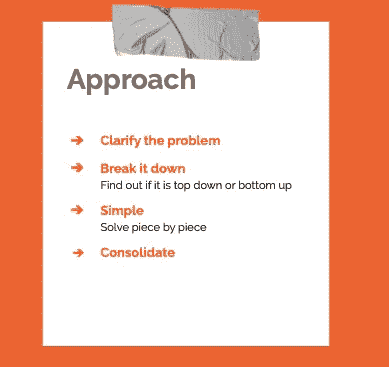 Approach
Clarify the problem
Break it down
Find out if it is top down or bottom up
Simple
Solve piece by piece
Consolidate